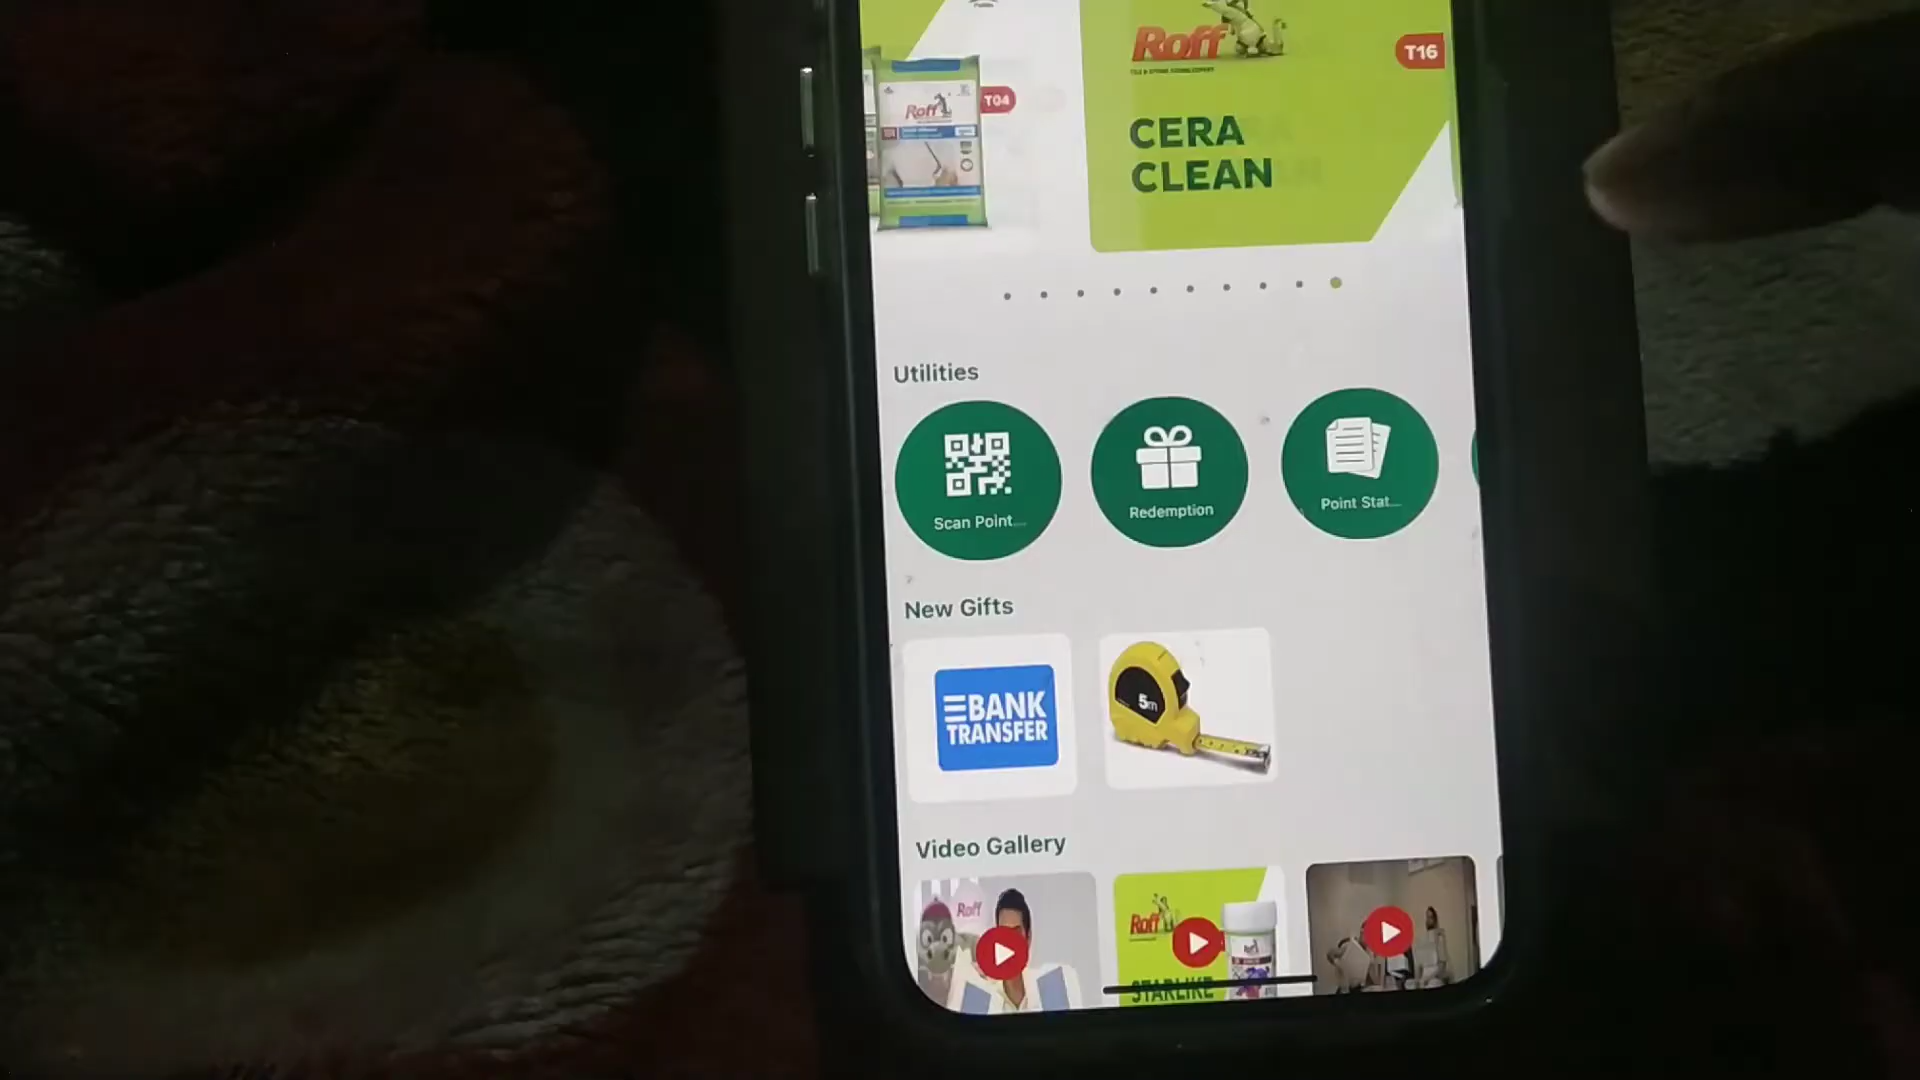 Roff
T16
T04
Roff
CERA
CLEAN
Utilities
Scan Point...
Redemption
Point Stat...
New Gifts
BANK
TRANSFER
5m
Video Gallery
Roff
Roff
STARLIKE